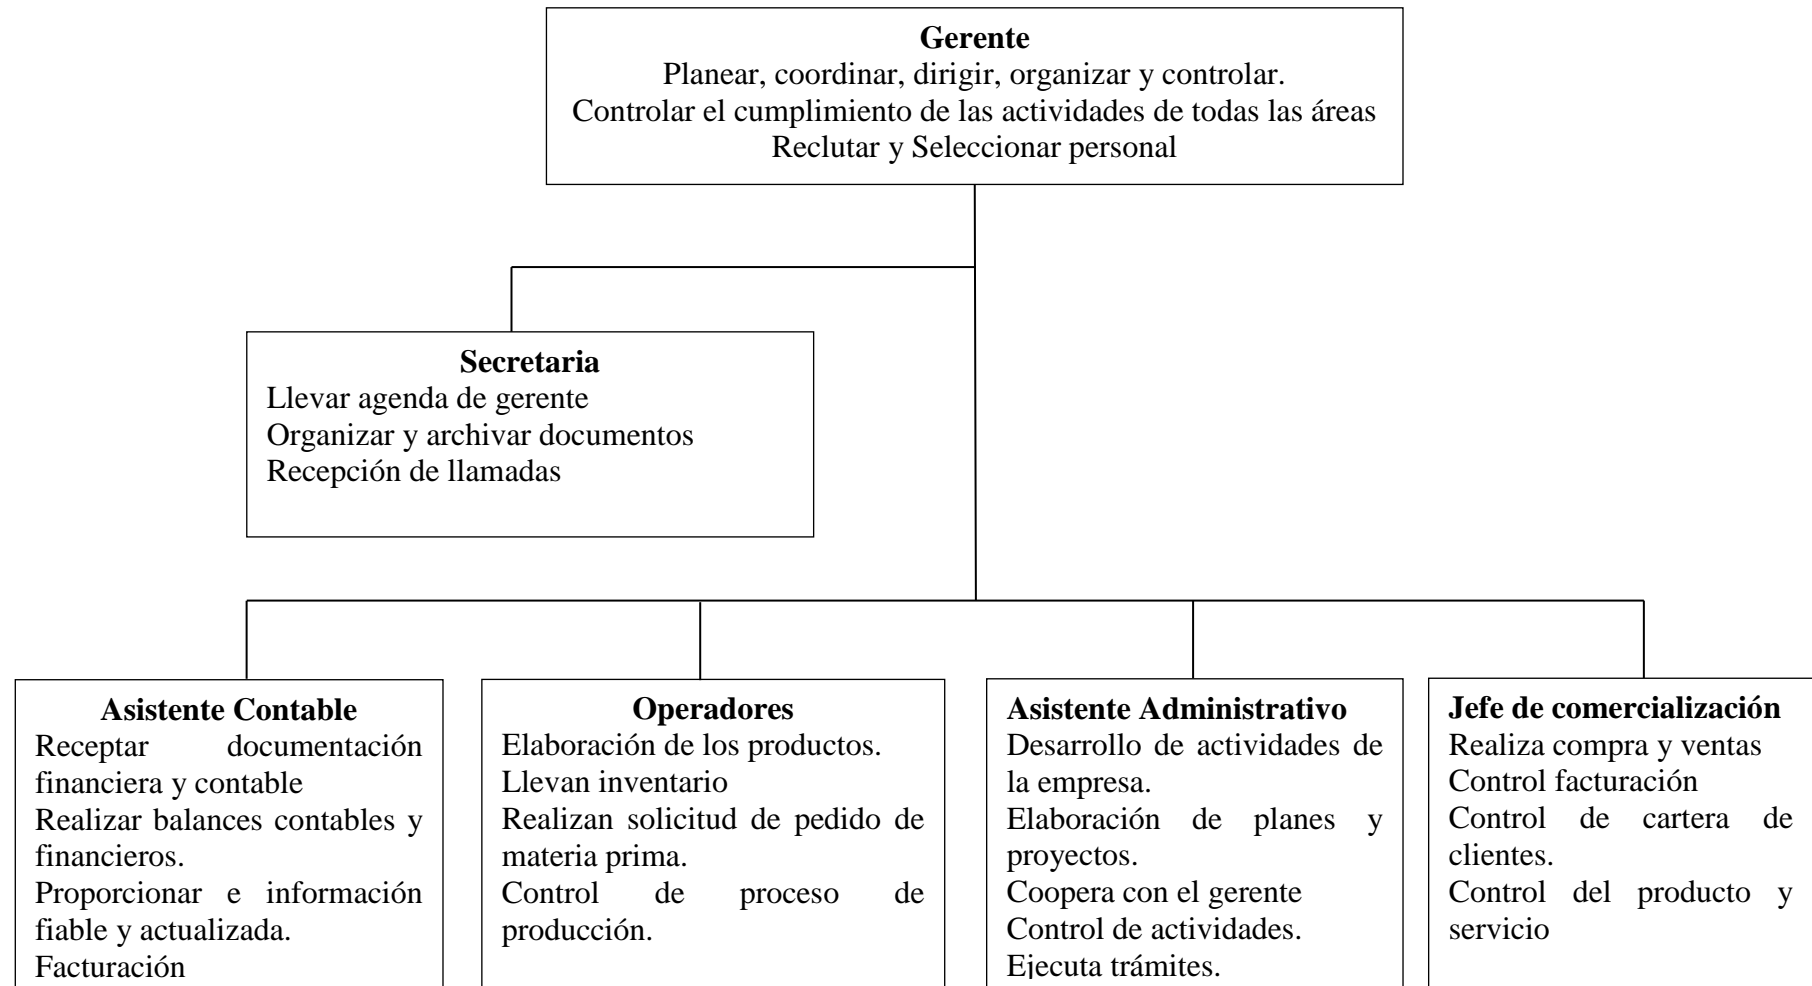 Gerente
Planear, coordinar, dirigir, organizar y controlar.
Controlar el cumplimiento de las actividades de todas las áreas
Reclutar y Seleccionar personal
Secretaria
Llevar agenda de gerente
Organizar y archivar documentos
Recepción de llamadas
Asistente Contable
Receptar documentación
financiera y contable
Realizar balances contables y
financieros.
Proporcionar e información
fiable y actualizada.
Facturación
Operadores
Elaboración de los productos.
Llevan inventario
Realizan solicitud de pedido de
materia prima.
Control de proceso de
producción.
Asistente Administrativo
Desarrollo de actividades de
la empresa.
Elaboración de planes y
proyectos.
Coopera con el gerente
Control de actividades.
Ejecuta trámites.
Jefe de comercialización
Realiza compra y ventas
Control facturación
Control de cartera de
clientes.
Control del producto y
servicio